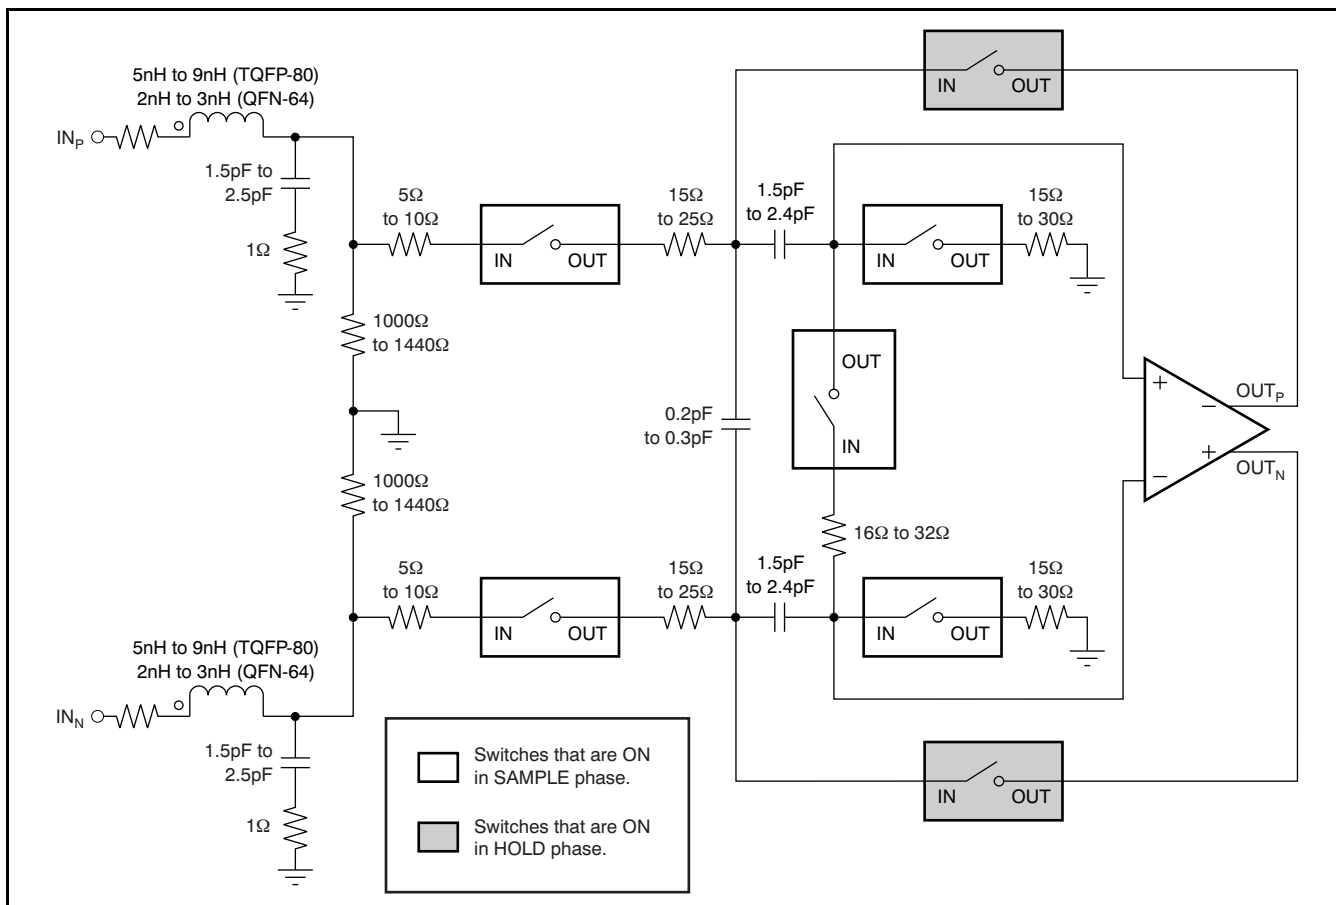 5nH to 9nH (TQFP-80)
2nH to 3nH (QFN-64)
INP
1.5pF to
2.5pF
1Ω
5Ω
to 10Ω
IN OUT
15Ω
to 25Ω
1.5pF
to 2.4pF
IN OUT
15Ω
to 30Ω
IN OUT
1000Ω
to 1440Ω
OUT
IN
0.2pF
to 0.3pF
16Ω to 32Ω
+
−
−
+
OUTP
OUTN
1000Ω
to 1440Ω
5Ω
to 10Ω
IN OUT
15Ω
to 25Ω
1.5pF
to 2.4pF
IN OUT
15Ω
to 30Ω
5nH to 9nH (TQFP-80)
2nH to 3nH (QFN-64)
INN
1.5pF to
2.5pF
1Ω
IN OUT
Switches that are ON
in SAMPLE phase.
Switches that are ON
in HOLD phase.